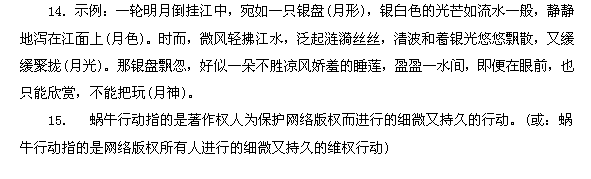 14. 示例：一轮明月倒挂江中，宛如一只银盘(月形)，银白色的光芒如流水一般，静静
地泻在江面上(月色)。时而，微风轻拂江水，泛起涟漪丝丝，清波和着银光悠悠飘散，又缓
缓聚拢(月光)。那银盘飘忽，好似一朵不胜凉风娇羞的睡莲，盈盈一水间，即便在眼前，也
只能欣赏，不能把玩(月神)。
15. 蜗牛行动指的是著作权人为保护网络版权而进行的细微又持久的行动。(或：蜗
牛行动指的是网络版权所有人进行的细微又持久的维权行动)